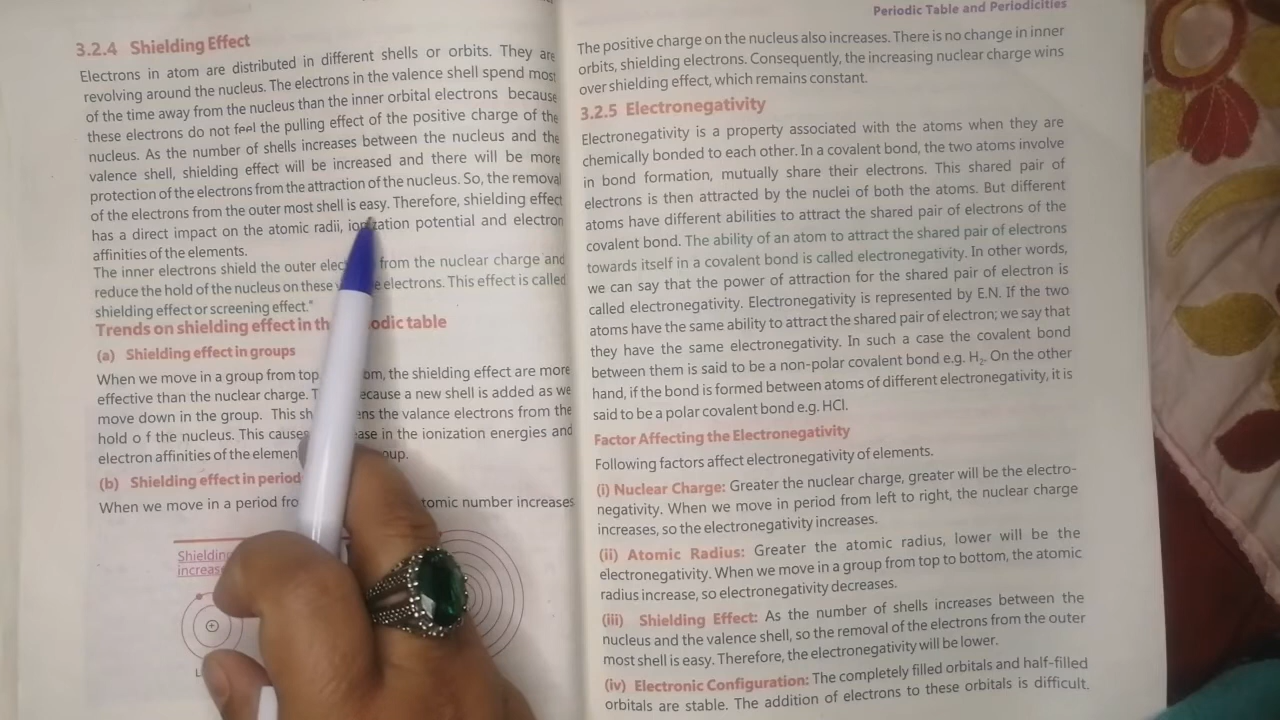 3.2.4 Shielding Effect
Electrons in atom are distributed in different shells or orbits. They are
revolving around the nucleus. The electrons in the valence shell spend most
of the time away from the nucleus than the inner orbital electrons because
these electrons do not feel the pulling effect of the positive charge of the
nucleus. As the number of shells increases between the nucleus and the
valence shell, shielding effect will be increased and there will be more
protection of the electrons from the attraction of the nucleus. So, the removal
of the electrons from the outer most shell is easy. Therefore, shielding effect
has a direct impact on the atomic radii, ionization potential and electron
affinities of the elements.
The inner electrons shield the outer elec from the nuclear charge and
reduce the hold of the nucleus on these electrons. This effect is called
shielding effect or screening effect."
Trends on shielding effect in th odic table
(a) Shielding effect in groups
When we move in a group from top om, the shielding effect are more
effective than the nuclear charge. T ecause a new shell is added as we
move down in the group. This sh ens the valance electrons from the
hold o f the nucleus. This cause ase in the ionization energies and
electron affinities of the elemen oup.
(b) Shielding effect in period
When we move in a period fro tomic number increases
Shielding
increas
Periodic Table and Periodicities
The positive charge on the nucleus also increases. There is no change in inner
orbits, shielding electrons. Consequently, the increasing nuclear charge wins
over shielding effect, which remains constant.
3.2.5 Electronegativity
Electronegativity is a property associated with the atoms when they are
chemically bonded to each other. In a covalent bond, the two atoms involve
in bond formation, mutually share their electrons. This shared pair of
electrons is then attracted by the nuclei of both the atoms. But different
atoms have different abilities to attract the shared pair of electrons of the
covalent bond. The ability of an atom to attract the shared pair of electrons
towards itself in a covalent bond is called electronegativity. In other words,
we can say that the power of attraction for the shared pair of electron is
called electronegativity. Electronegativity is represented by E.N. If the two
atoms have the same ability to attract the shared pair of electron; we say that
they have the same electronegativity. In such a case the covalent bond
between them is said to be a non-polar covalent bond e.g. H₂. On the other
hand, if the bond is formed between atoms of different electronegativity, it is
said to be a polar covalent bond e.g. HCl.
Factor Affecting the Electronegativity
Following factors affect electronegativity of elements.
(i) Nuclear Charge: Greater the nuclear charge, greater will be the electro-
negativity. When we move in period from left to right, the nuclear charge
increases, so the electronegativity increases.
(ii) Atomic Radius: Greater the atomic radius, lower will be the
electronegativity. When we move in a group from top to bottom, the atomic
radius increase, so electronegativity decreases.
(iii) Shielding Effect: As the number of shells increases between the
nucleus and the valence shell, so the removal of the electrons from the outer
most shell is easy. Therefore, the electronegativity will be lower.
(iv) Electronic Configuration: The completely filled orbitals and half-filled
orbitals are stable. The addition of electrons to these orbitals is difficult.